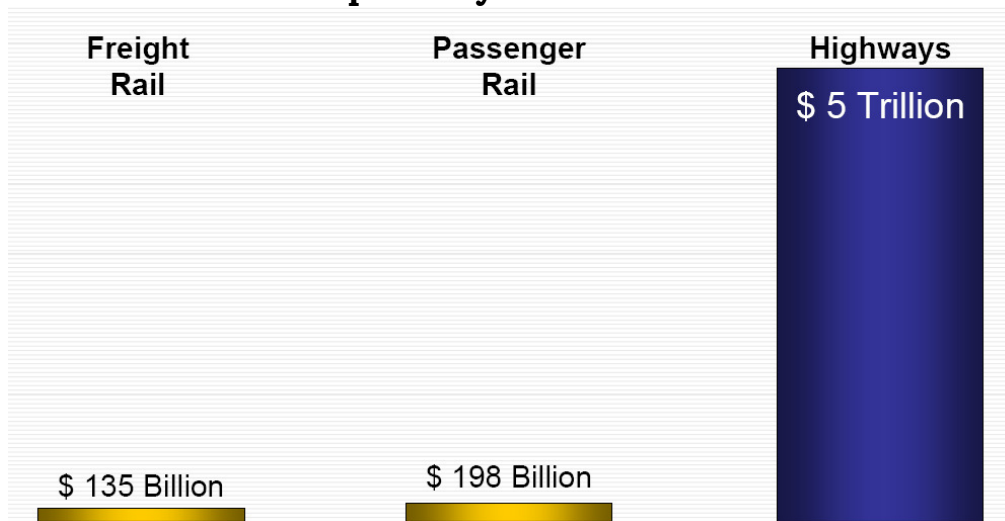 Freight
Rail
Passenger
Rail
Highways
$ 5 Trillion
$ 135 Billion
$ 198 Billion